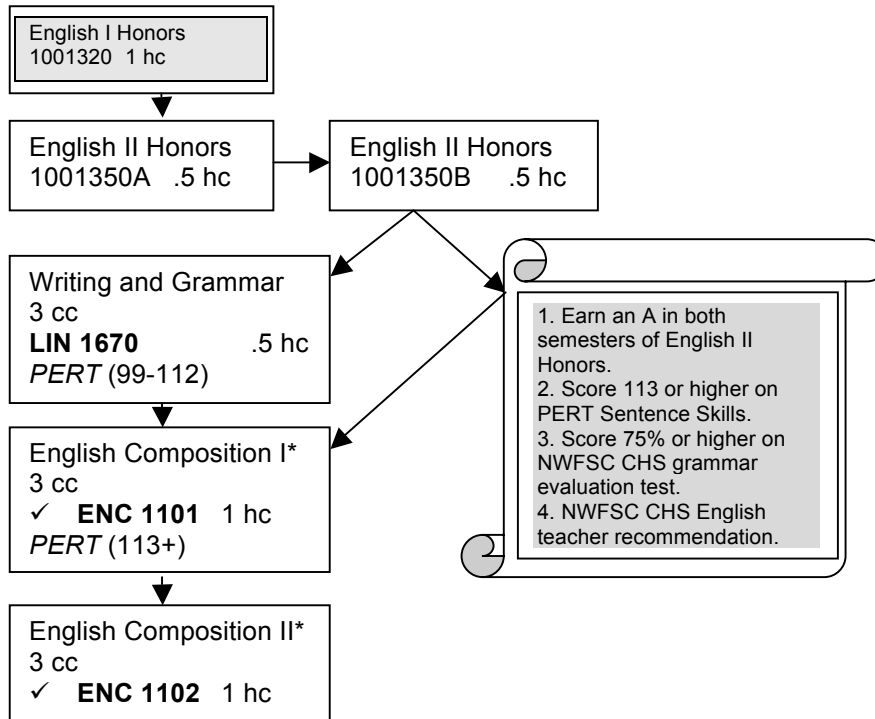 English I Honors
1001320 1 hc
English II Honors
1001350A .5 hc
English II Honors
1001350B .5 hc
Writing and Grammar
3 cc
LIN 1670 .5 hc
PERT (99-112)
1. Earn an A in both
semesters of English II
Honors.
2. Score 113 or higher on
PERT Sentence Skills.
3. Score 75% or higher on
NWFSC CHS grammar
evaluation test.
4. NWFSC CHS English
teacher recommendation.
English Composition I*
3 cc
✓ ENC 1101 1 hc
PERT (113+)
English Composition II*
3 cc
✓ ENC 1102 1 hc